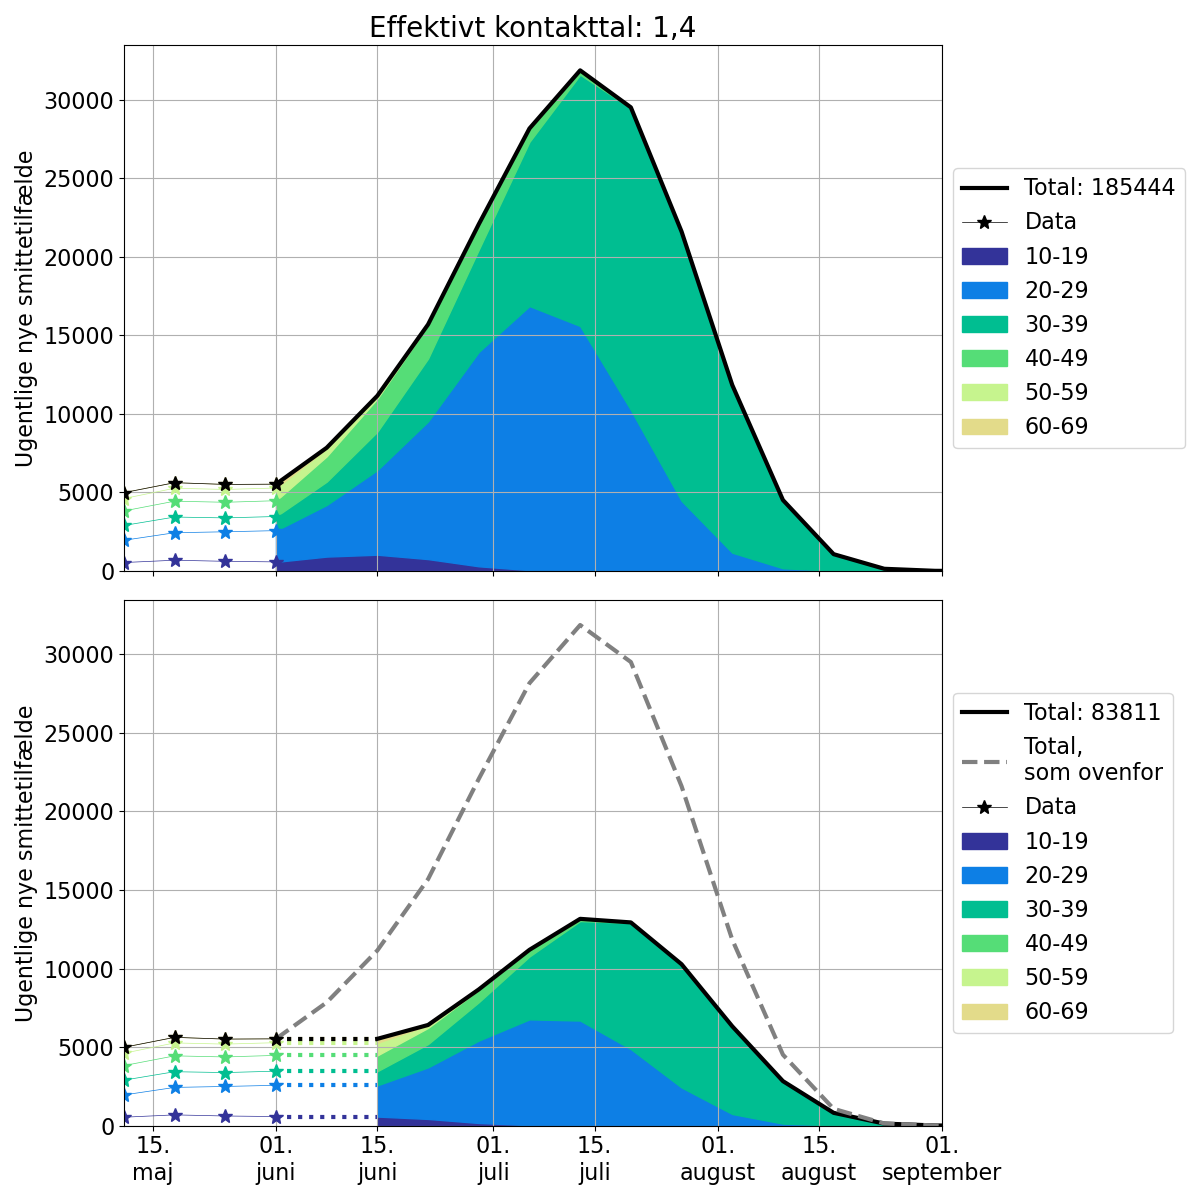 Effektivt kontakttal: 1,4
Ugentlige nye smittetilfælde
30000
25000
20000
15000
10000
5000
0
Total: 185444
Data
10-19
20-29
30-39
40-49
50-59
60-69
Ugentlige nye smittetilfælde
30000
25000
20000
15000
10000
5000
0
15.
maj
01.
juni
15.
juni
01.
juli
15.
juli
01.
august
15.
august
01.
september
Total: 83811
Total,
som ovenfor
Data
10-19
20-29
30-39
40-49
50-59
60-69